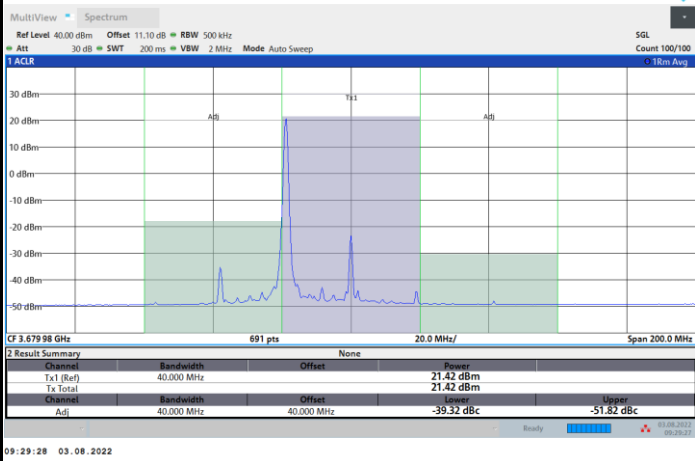 MultiView Spectrum
Ref Level 40.00 dBm Offset 11.10 dB RBW 500 kHz SGL
Att 30 dB SWT 200 ms VBW 2 MHz Mode Auto Sweep Count 100/100
1 ACLR 1Rm Avg
30 dBm
Tx1
20 dBm Adj Adj
10 dBm
0 dBm
-10 dBm
-20 dBm
-30 dBm
-40 dBm
-50 dBm
CF 3.67998 GHz 691 pts 20.0 MHz/ Span 200.0 MHz
2 Result Summary None
Channel Bandwidth Offset Power
Tx1 (Ref) 40.000 MHz 21.42 dBm
Tx Total 21.42 dBm
Channel Bandwidth Offset Lower Upper
Adj 40.000 MHz 40.000 MHz -39.32 dBc -51.82 dBc
Ready 03.08.2022
09:29:27
09:29:28 03.08.2022